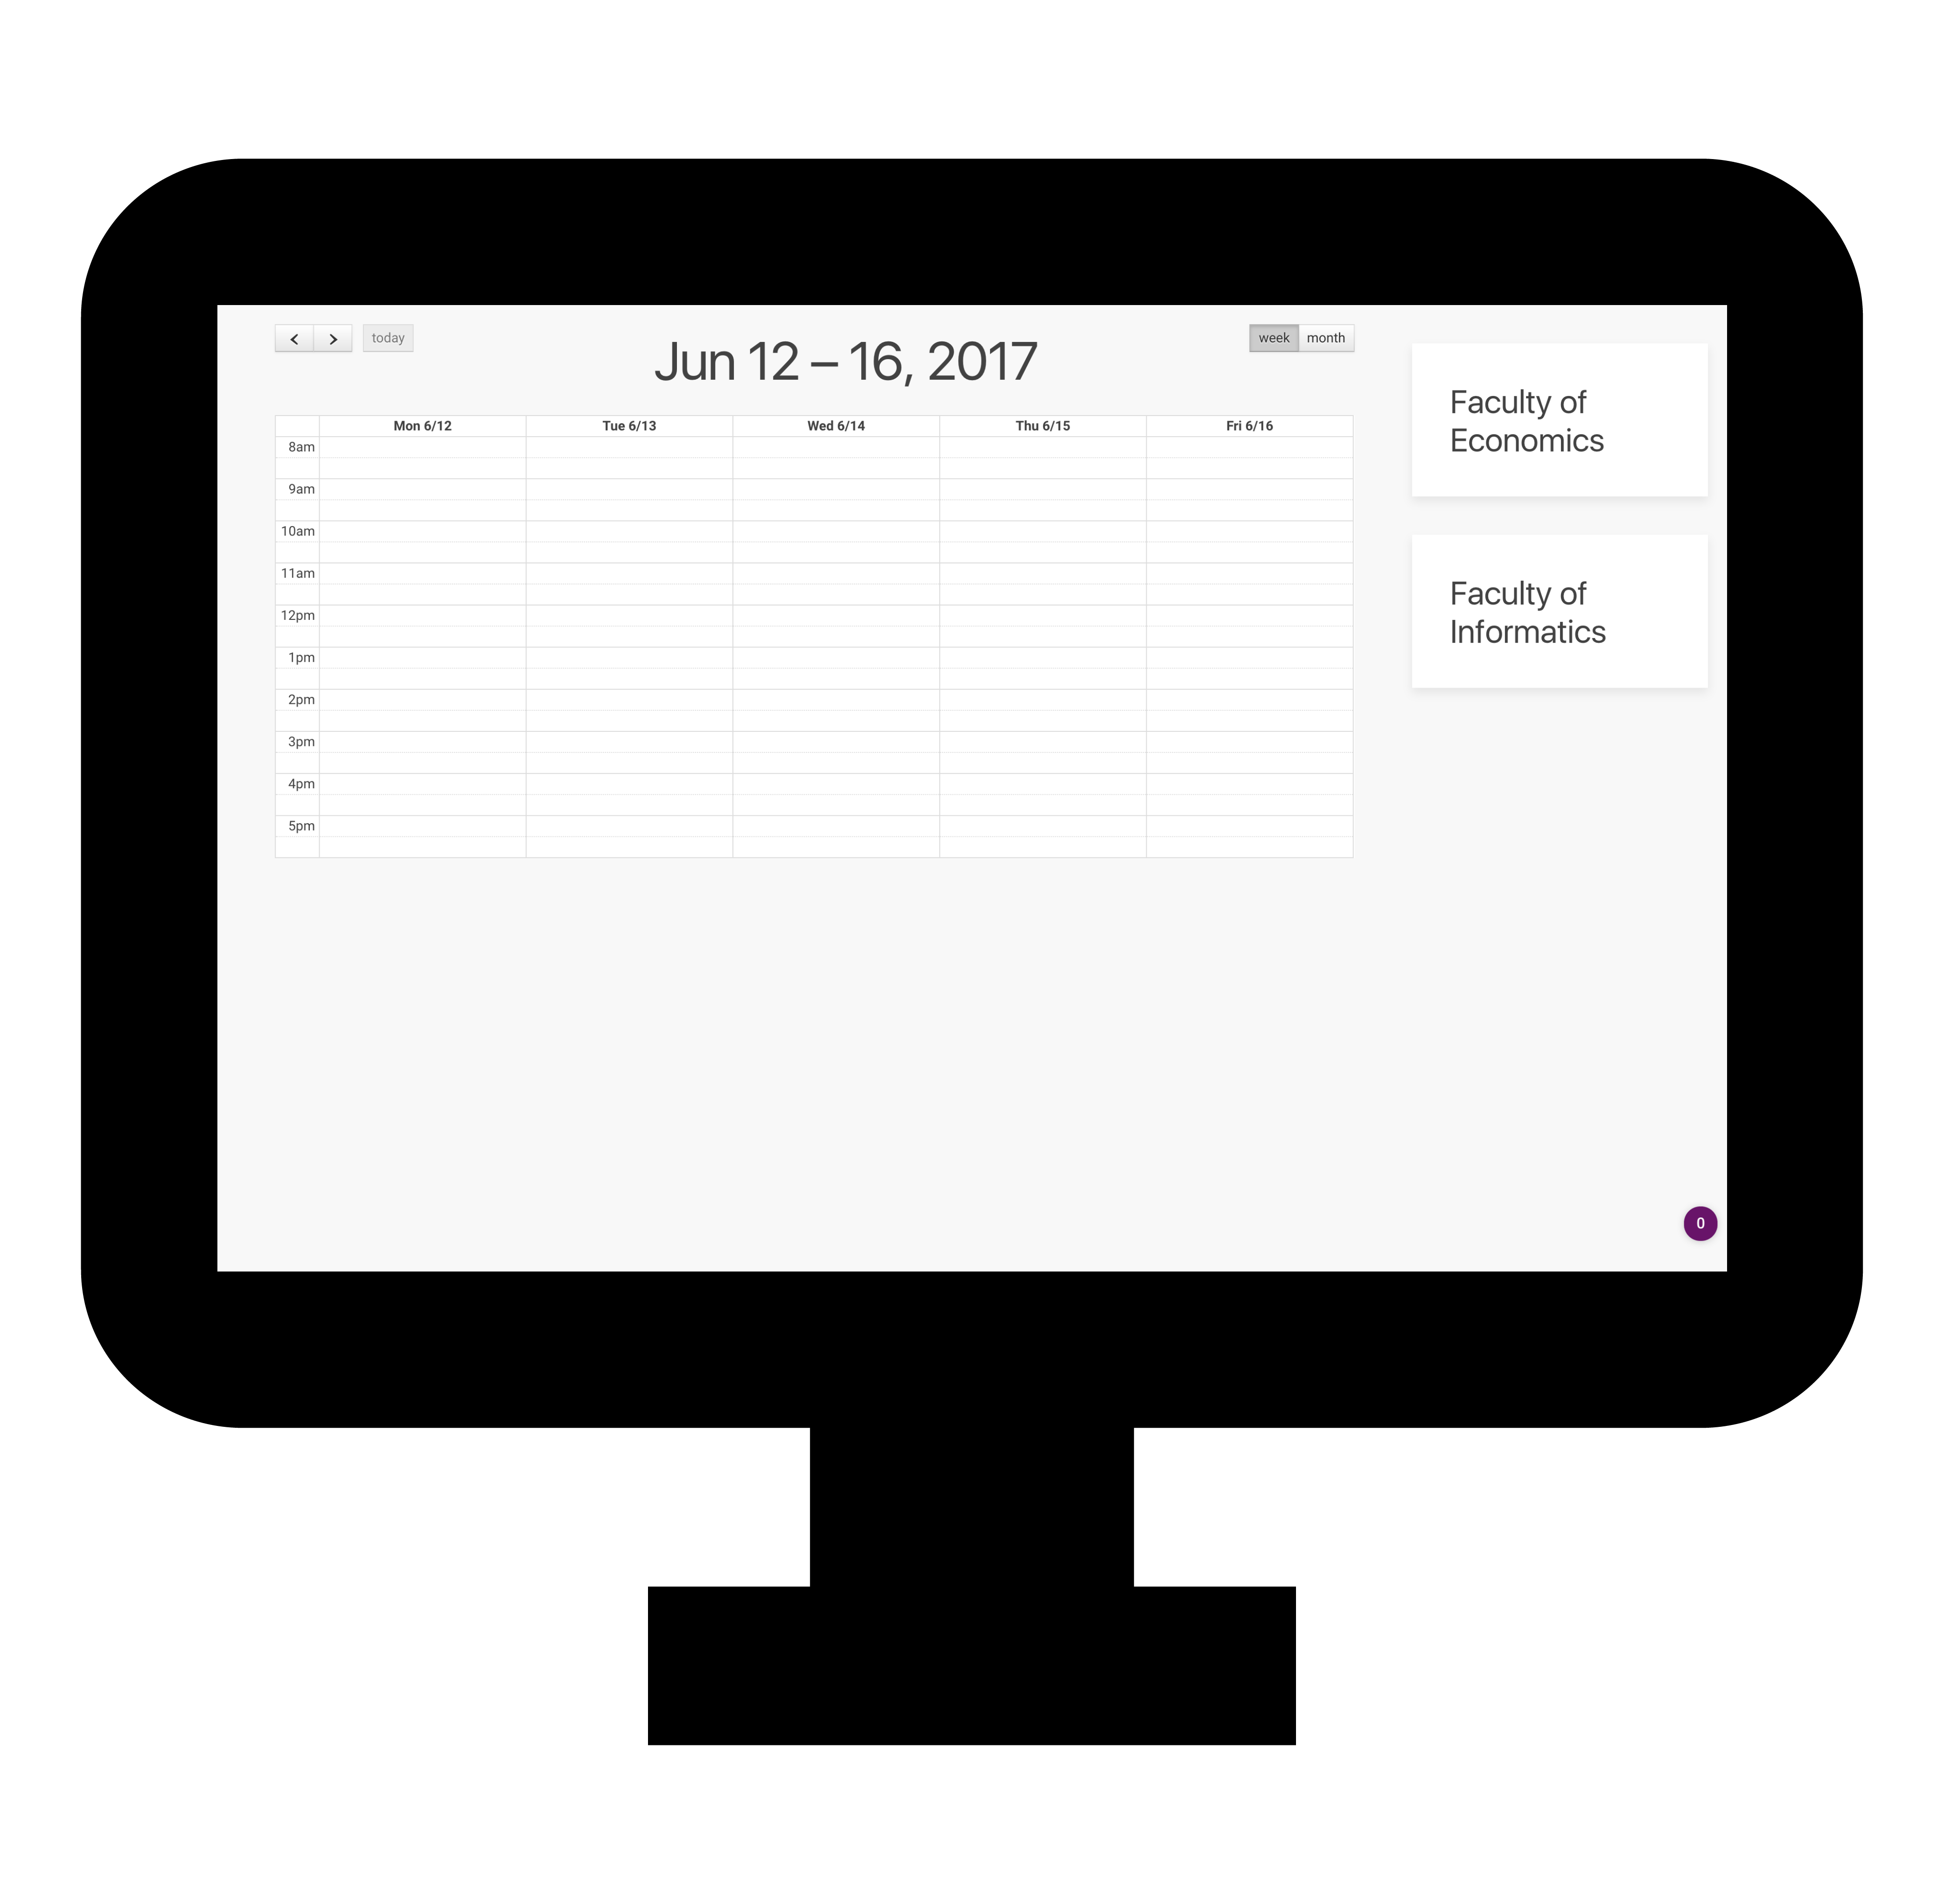 today
Jun 12 – 16, 2017
week month
Mon 6/12 Tue 6/13 Wed 6/14 Thu 6/15 Fri 6/16
8am
9am
10am
11am
12pm
1pm
2pm
3pm
4pm
5pm
Faculty of
Economics
Faculty of
Informatics
0